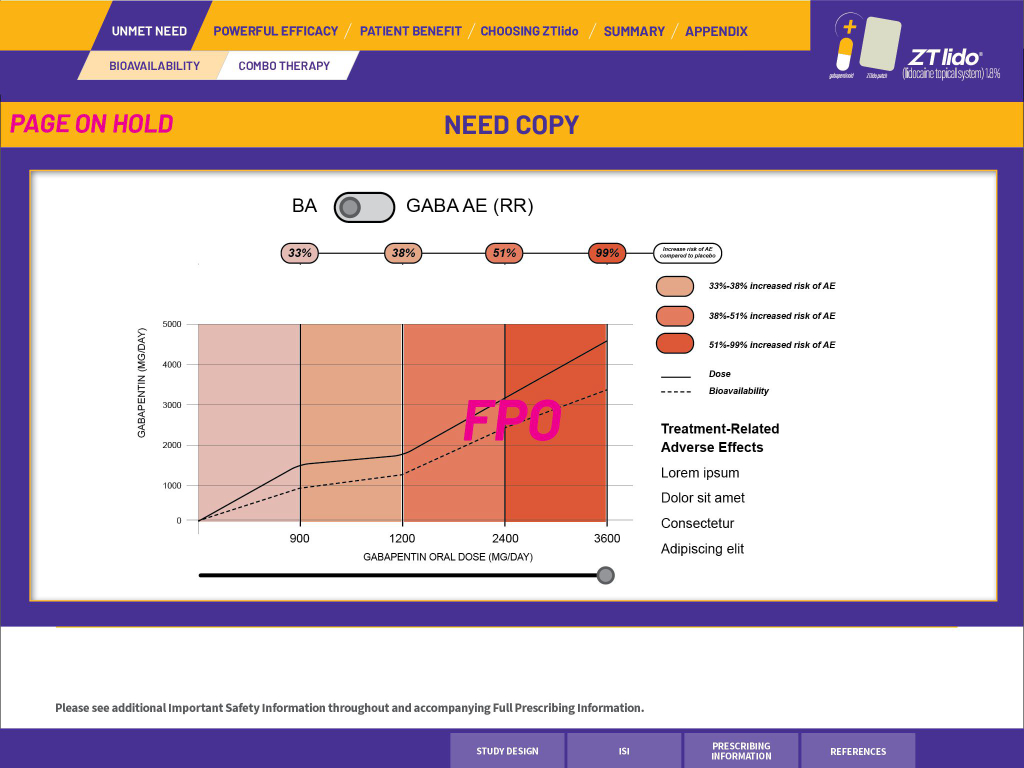 UNMET NEED
POWERFUL EFFICACY / PATIENT BENEFIT / CHOOSING ZTlido / SUMMARY / APPENDIX
BIOAVAILABILITY
COMBO THERAPY
gabapentinoid
ZTlido patch
ZTlido®
(lidocaine topical system) 1.8%
PAGE ON HOLD
NEED COPY
BA
GABA AE (RR)
33%
38%
51%
99%
Increase risk of AE
compared to placebo
33%-38% increased risk of AE
38%-51% increased risk of AE
51%-99% increased risk of AE
Dose
Bioavailability
GABAPENTIN (MG/DAY)
5000
4000
3000
2000
1000
0
FPO
900
1200
2400
3600
GABAPENTIN ORAL DOSE (MG/DAY)
Treatment-Related
Adverse Effects
Lorem ipsum
Dolor sit amet
Consectetur
Adipiscing elit
Please see additional Important Safety Information throughout and accompanying Full Prescribing Information.
STUDY DESIGN
ISI
PRESCRIBING
INFORMATION
REFERENCES